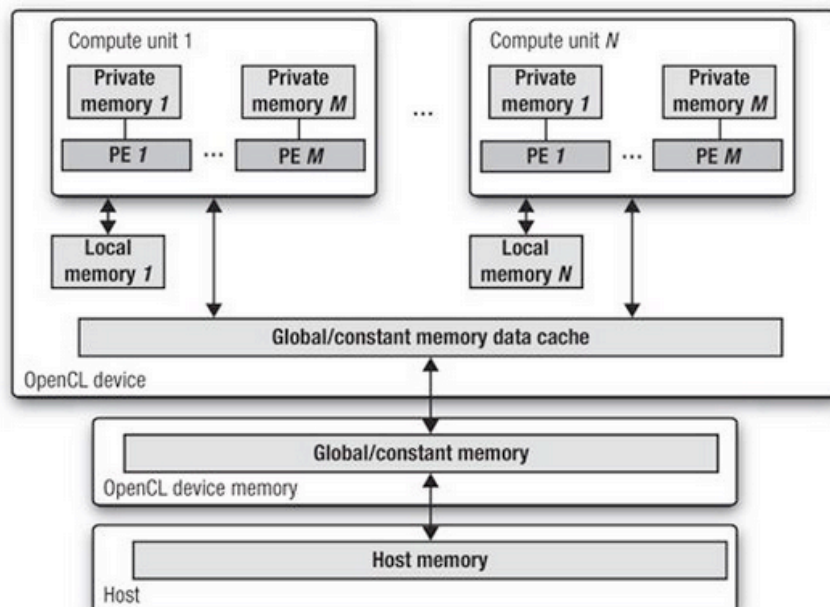 Compute unit 1
Compute unit N
Private
memory 1
Private
memory M
Private
memory 1
Private
memory M
...
PE 1
...
PE M
PE 1
...
PE M
Local
memory 1
Local
memory N
Global/constant memory data cache
OpenCL device
Global/constant memory
OpenCL device memory
Host memory
Host